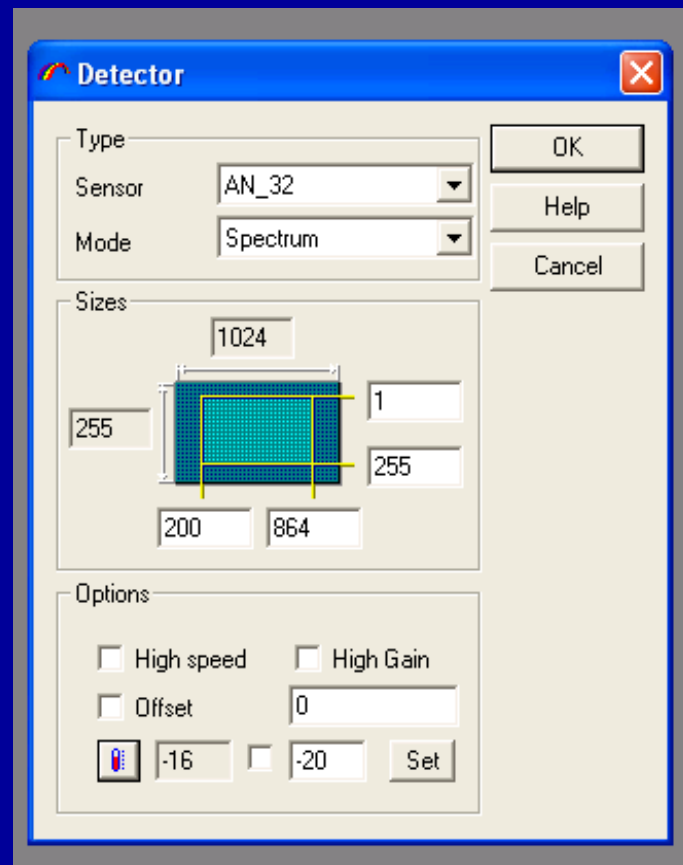 Detector
Type
OK
Sensor AN_32
Help
Mode Spectrum
Cancel
Sizes
1024
1
255
255
200 864
Options
High speed High Gain
Offset 0
-16 -20 Set